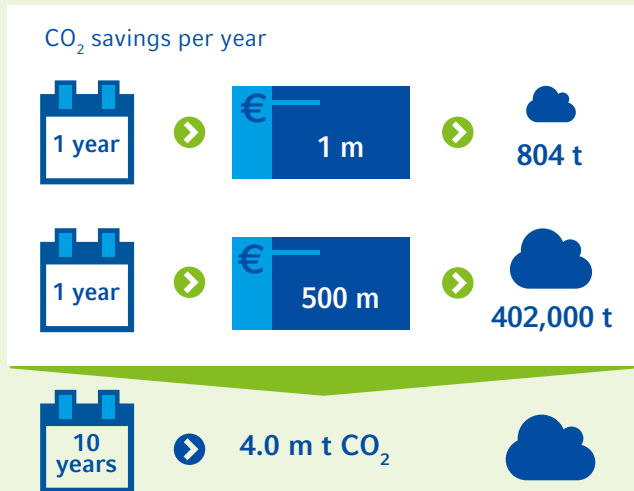 CO₂ savings per year
1 year
€
1 m
804 t
1 year
€
500 m
402,000 t
10
years
4.0 m t CO₂